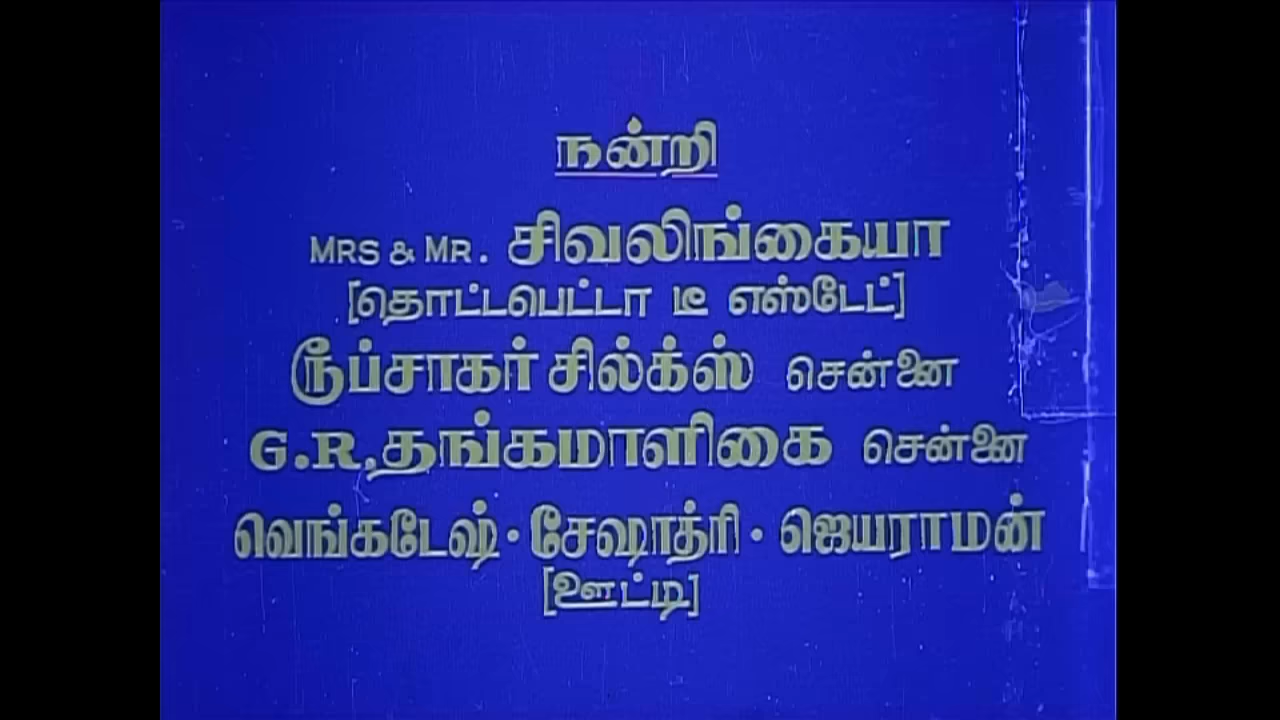 நன்றி
MRS & MR. சிவலிங்கையா
[தொட்டபெட்டா டீ எஸ்டேட்]
ரூப்சாகர் சில்க்ஸ் சென்னை
G.R.தங்கமாளிகை சென்னை
வெங்கடேஷ் · சேஷாத்ரி · ஜெயராமன்
[ஊட்டி]